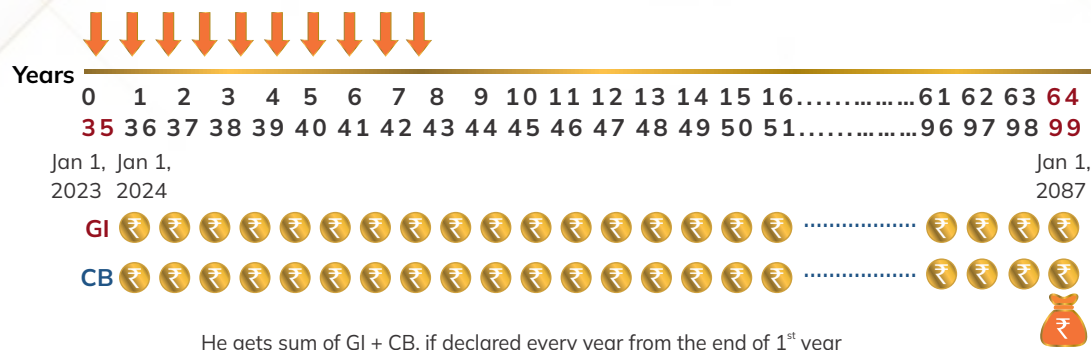 Years
0 1 2 3 4 5 6 7 8 9 10 11 12 13 14 15 16...............61 62 63 64
35 36 37 38 39 40 41 42 43 44 45 46 47 48 49 50 51...............96 97 98 99
Jan 1, Jan 1, Jan 1,
2023 2024 2087
GI ₹ ₹ ₹ ₹ ₹ ₹ ₹ ₹ ₹ ₹ ₹ ₹ ₹ ₹ ₹ ₹ ₹ .................. ₹ ₹ ₹ ₹
CB ₹ ₹ ₹ ₹ ₹ ₹ ₹ ₹ ₹ ₹ ₹ ₹ ₹ ₹ ₹ ₹ ₹ .................. ₹ ₹ ₹ ₹
₹
He gets sum of GI + CB, if declared every year from the end of 1st year